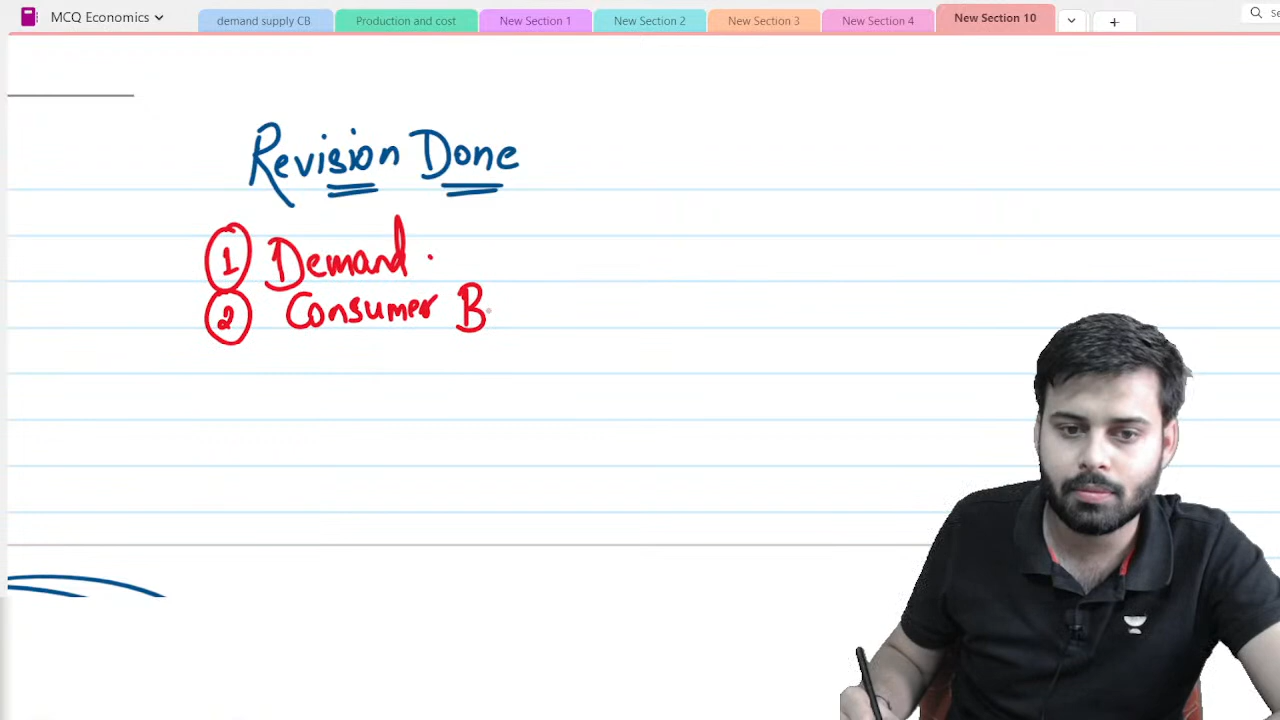 MCQ Economics
demand supply CB
Production and cost
New Section 1
New Section 2
New Section 3
New Section 4
New Section 10
Se
Revision Done
1 Demand .
2 Consumer B